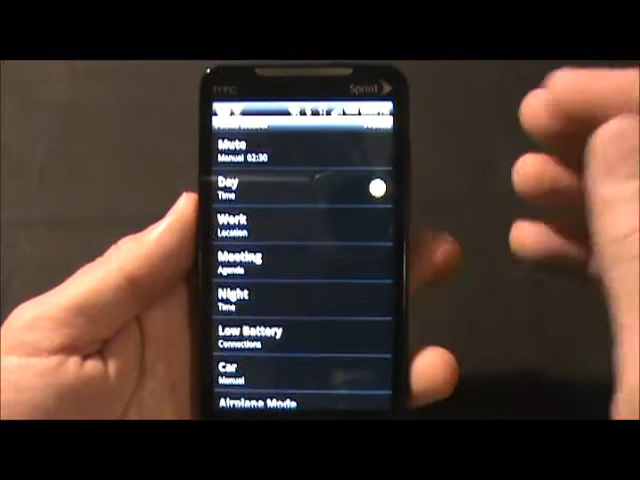 hTC
Sprint
Mute
Manual 02:30
Day
Time
Work
Location
Meeting
Agenda
Night
Time
Low Battery
Connections
Car
Manual
Airplane Mode